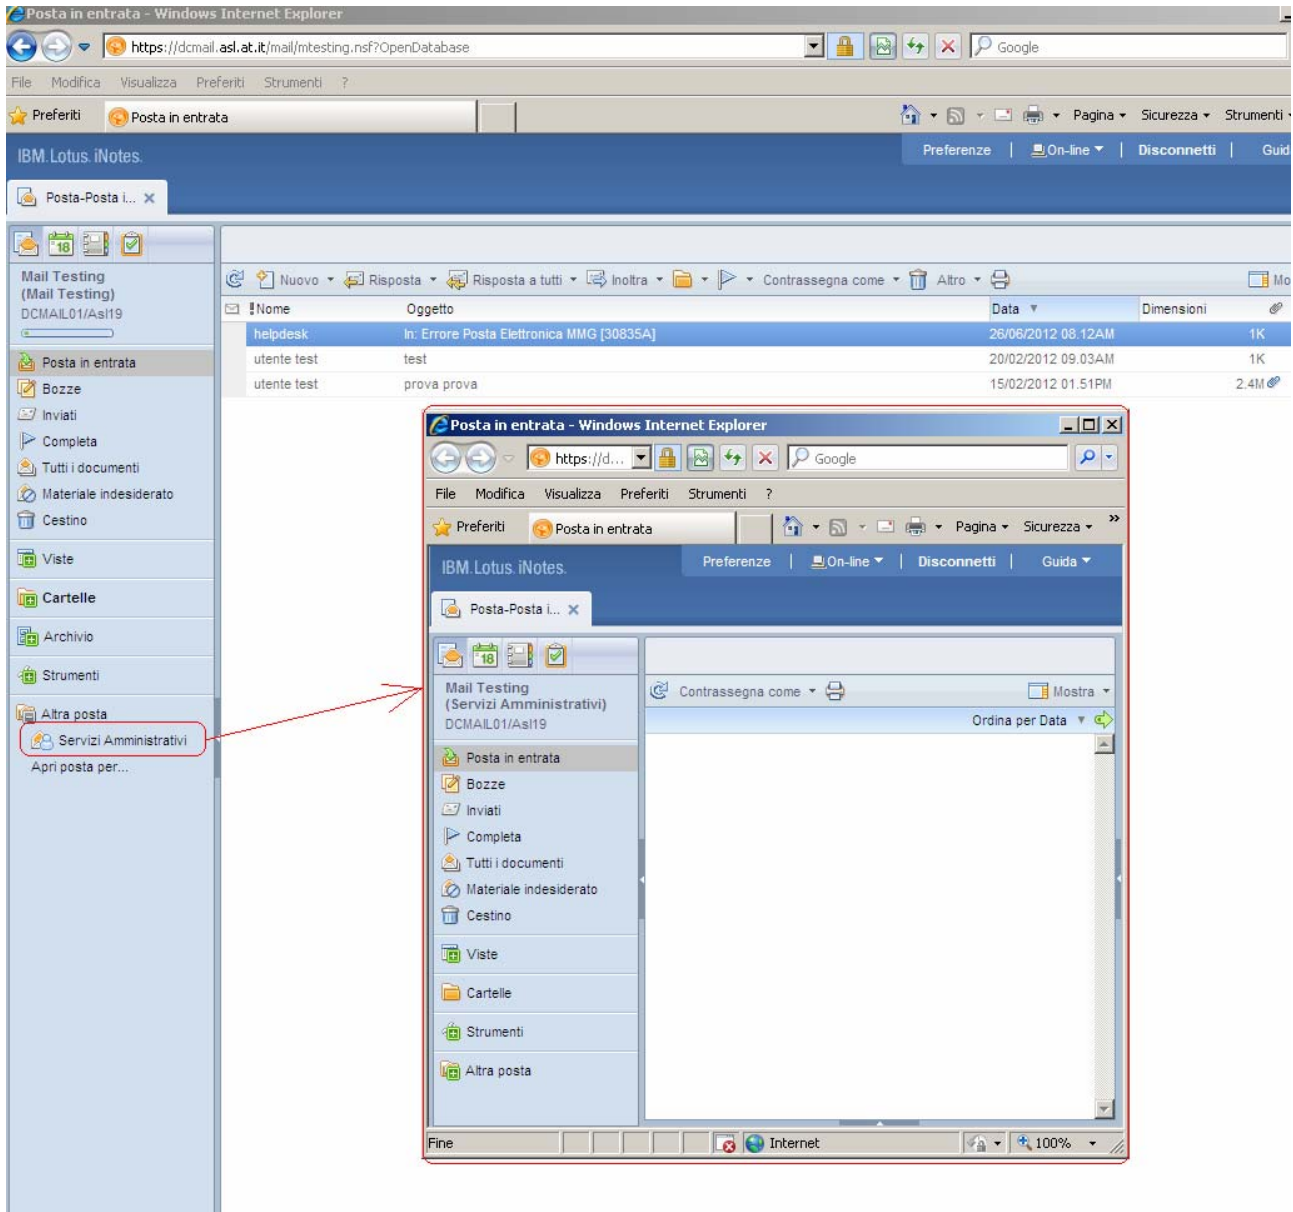 Posta in entrata - Windows Internet Explorer
https://dcmail.asl.at.it/mail/mtesting.nsf?OpenDatabase
Google
File Modifica Visualizza Preferiti Strumenti ?
Preferiti Posta in entrata Pagina Sicurezza Strumenti
IBM.Lotus.iNotes. Preferenze | On-line | Disconnetti | Guid
Posta-Posta i...
18
Mail Testing
(Mail Testing)
DCMAIL01/Asl19
Nuovo Risposta Risposta a tutti Inoltra Contrassegna come Altro Mo
!Nome Oggetto Data Dimensioni
helpdesk In: Errore Posta Elettronica MMG [30835A] 26/06/2012 08.12AM 1K
utente test test 20/02/2012 09.03AM 1K
utente test prova prova 15/02/2012 01.51PM 2.4M
Posta in entrata
Bozze
Inviati
Completa
Tutti i documenti
Materiale indesiderato
Cestino
Viste
Cartelle
Archivio
Strumenti
Altra posta
Servizi Amministrativi
Apri posta per...
Posta in entrata - Windows Internet Explorer
https://d... Google
File Modifica Visualizza Preferiti Strumenti ?
Preferiti Posta in entrata Pagina Sicurezza »
IBM.Lotus.iNotes. Preferenze | On-line | Disconnetti | Guida
Posta-Posta i...
18
Mail Testing
(Servizi Amministrativi)
DCMAIL01/Asl19
Contrassegna come Mostra
Ordina per Data
Posta in entrata
Bozze
Inviati
Completa
Tutti i documenti
Materiale indesiderato
Cestino
Viste
Cartelle
Strumenti
Altra posta
Fine Internet 100%